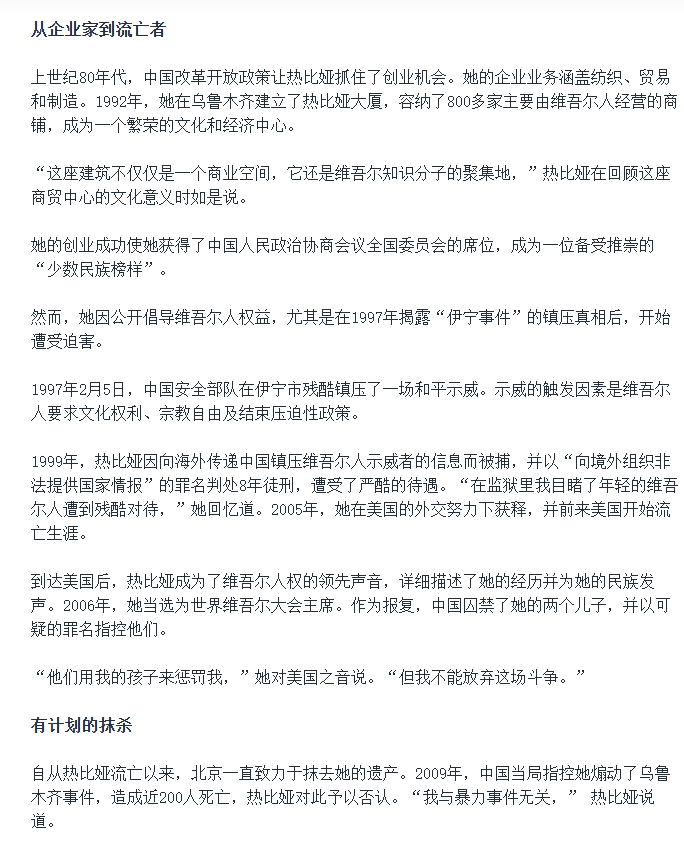 从企业家到流亡者
上世纪80年代，中国改革开放政策让热比娅抓住了创业机会。她的企业业务涵盖纺织、贸易
和制造。1992年，她在乌鲁木齐建立了热比娅大厦，容纳了800多家主要由维吾尔人经营的商
铺，成为一个繁荣的文化和经济中心。
“这座建筑不仅仅是一个商业空间，它还是维吾尔知识分子的聚集地，”热比娅在回顾这座
商贸中心的文化意义时如是说。
她的创业成功使她获得了中国人民政治协商会议全国委员会的席位，成为一位备受推崇的
“少数民族榜样”。
然而，她因公开倡导维吾尔人权益，尤其是在1997年揭露“伊宁事件”的镇压真相后，开始
遭受迫害。
1997年2月5日，中国安全部队在伊宁市残酷镇压了一场和平示威。示威的触发因素是维吾尔
人要求文化权利、宗教自由及结束压迫性政策。
1999年，热比娅因向海外传递中国镇压维吾尔人示威者的信息而被捕，并以“向境外组织非
法提供国家情报”的罪名判处8年徒刑，遭受了严酷的待遇。“在监狱里我目睹了年轻的维吾
尔人遭到残酷对待，”她回忆道。2005年，她在美国的外交努力下获释，并前来美国开始流
亡生涯。
到达美国后，热比娅成为了维吾尔人权的领先声音，详细描述了她的经历并为她的民族发
声。2006年，她当选为世界维吾尔大会主席。作为报复，中国囚禁了她的两个儿子，并以可
疑的罪名指控他们。
“他们用我的孩子来惩罚我，”她对美国之音说。“但我不能放弃这场斗争。”
有计划的抹杀
自从热比娅流亡以来，北京一直致力于抹去她的遗产。2009年，中国当局指控她煽动了乌鲁
木齐事件，造成近200人死亡，热比娅对此予以否认。“我与暴力事件无关，” 热比娅说
道。